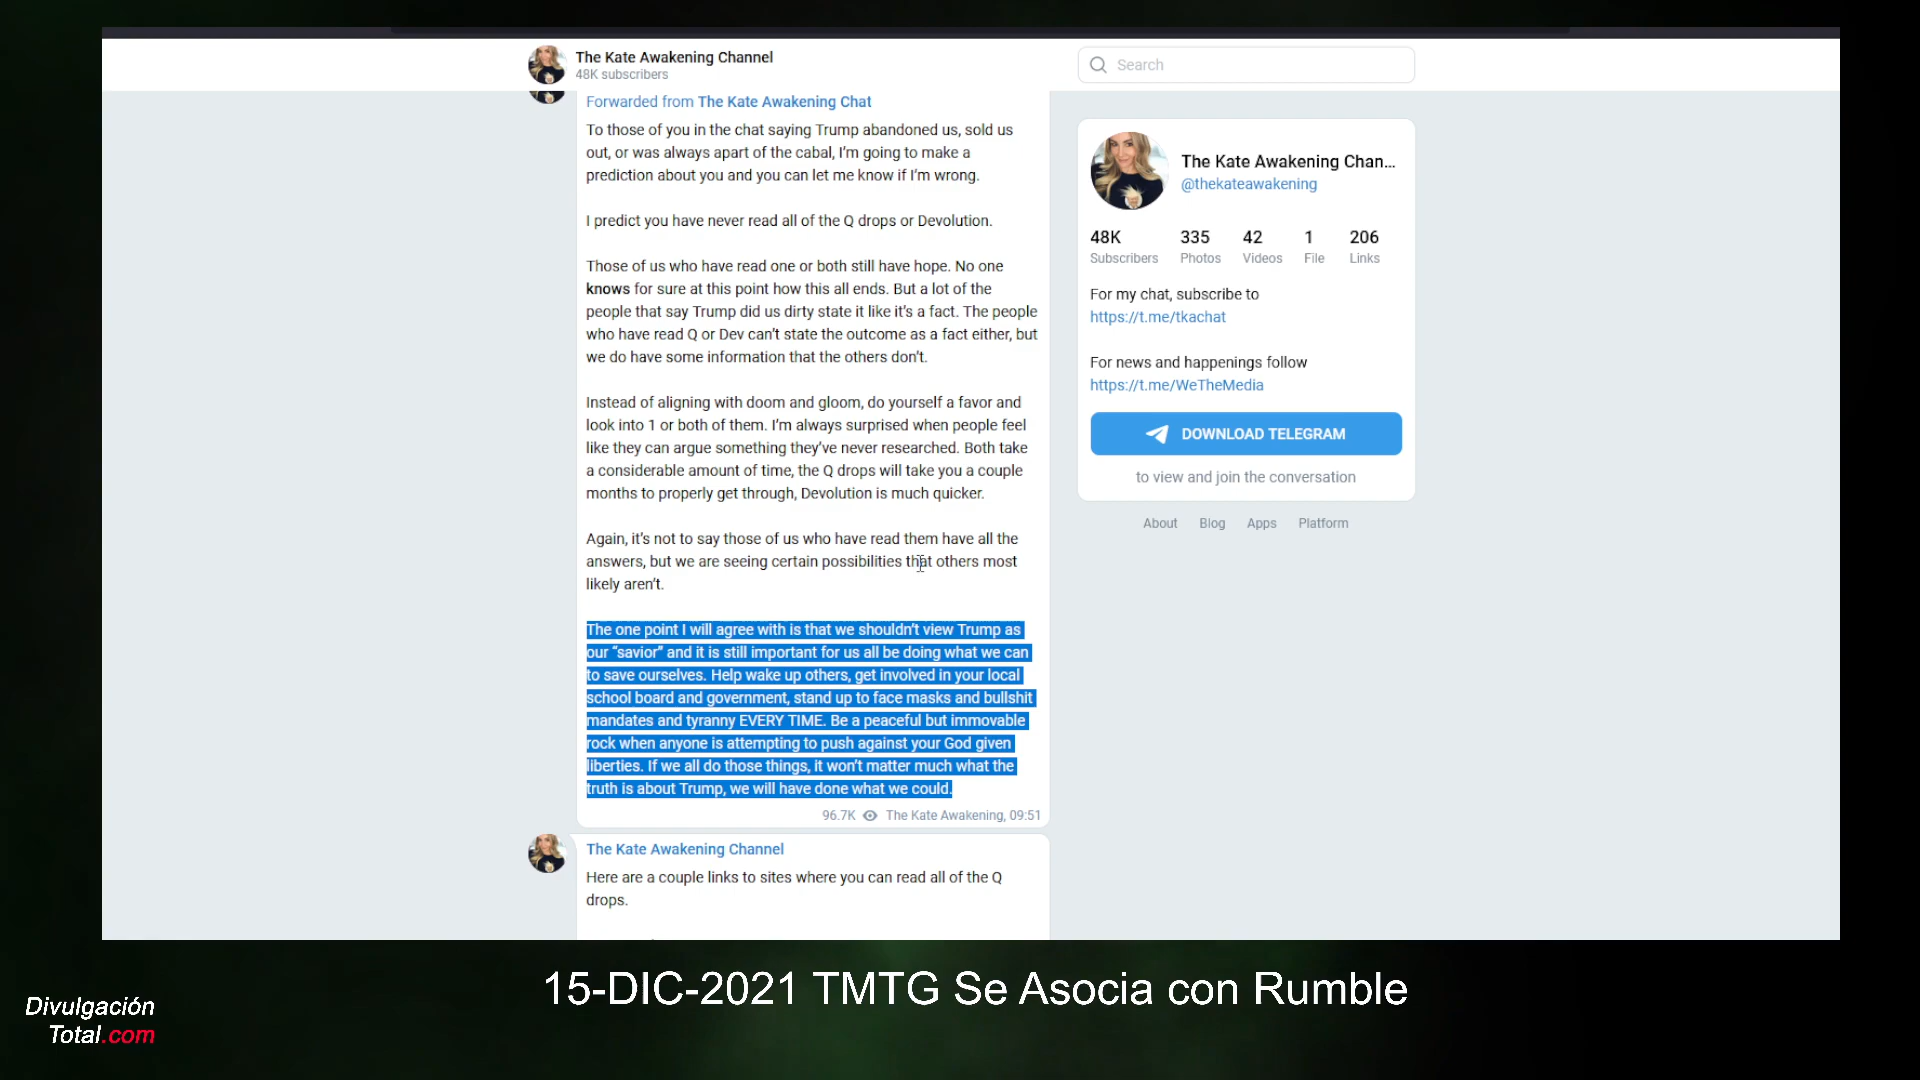 The Kate Awakening Channel
48K subscribers
Search
Forwarded from The Kate Awakening Chat
To those of you in the chat saying Trump abandoned us, sold us
out, or was always apart of the cabal, I'm going to make a
prediction about you and you can let me know if I'm wrong.
I predict you have never read all of the Q drops or Devolution.
Those of us who have read one or both still have hope. No one
knows for sure at this point how this all ends. But a lot of the
people that say Trump did us dirty state it like it's a fact. The people
who have read Q or Dev can't state the outcome as a fact either, but
we do have some information that the others don't.
Instead of aligning with doom and gloom, do yourself a favor and
look into 1 or both of them. I'm always surprised when people feel
like they can argue something they've never researched. Both take
a considerable amount of time, the Q drops will take you a couple
months to properly get through, Devolution is much quicker.
Again, it's not to say those of us who have read them have all the
answers, but we are seeing certain possibilities that others most
likely aren't.
The one point I will agree with is that we shouldn't view Trump as
our “savior” and it is still important for us all be doing what we can
to save ourselves. Help wake up others, get involved in your local
school board and government, stand up to face masks and bullshit
mandates and tyranny EVERY TIME. Be a peaceful but immovable
rock when anyone is attempting to push against your God given
liberties. If we all do those things, it won't matter much what the
truth is about Trump, we will have done what we could.
96.7K The Kate Awakening, 09:51
The Kate Awakening Channel
Here are a couple links to sites where you can read all of the Q
drops.
The Kate Awakening Chan...
@thekateawakening
48K 335 42 1 206
Subscribers Photos Videos File Links
For my chat, subscribe to
https://t.me/tkachat
For news and happenings follow
https://t.me/WeTheMedia
DOWNLOAD TELEGRAM
to view and join the conversation
About Blog Apps Platform
15-DIC-2021 TMTG Se Asocia con Rumble
Divulgación
Total.com